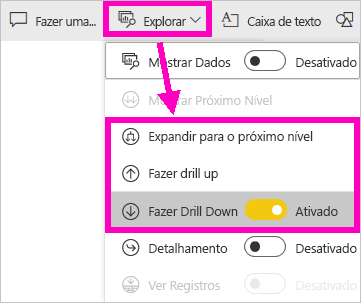 Fazer uma... Explorar Caixa de texto
Mostrar Dados Desativado
Mostrar Próximo Nível
Expandir para o próximo nível
Fazer drill up
Fazer Drill Down Ativado
Detalhamento Desativado
Ver Registros Desativado